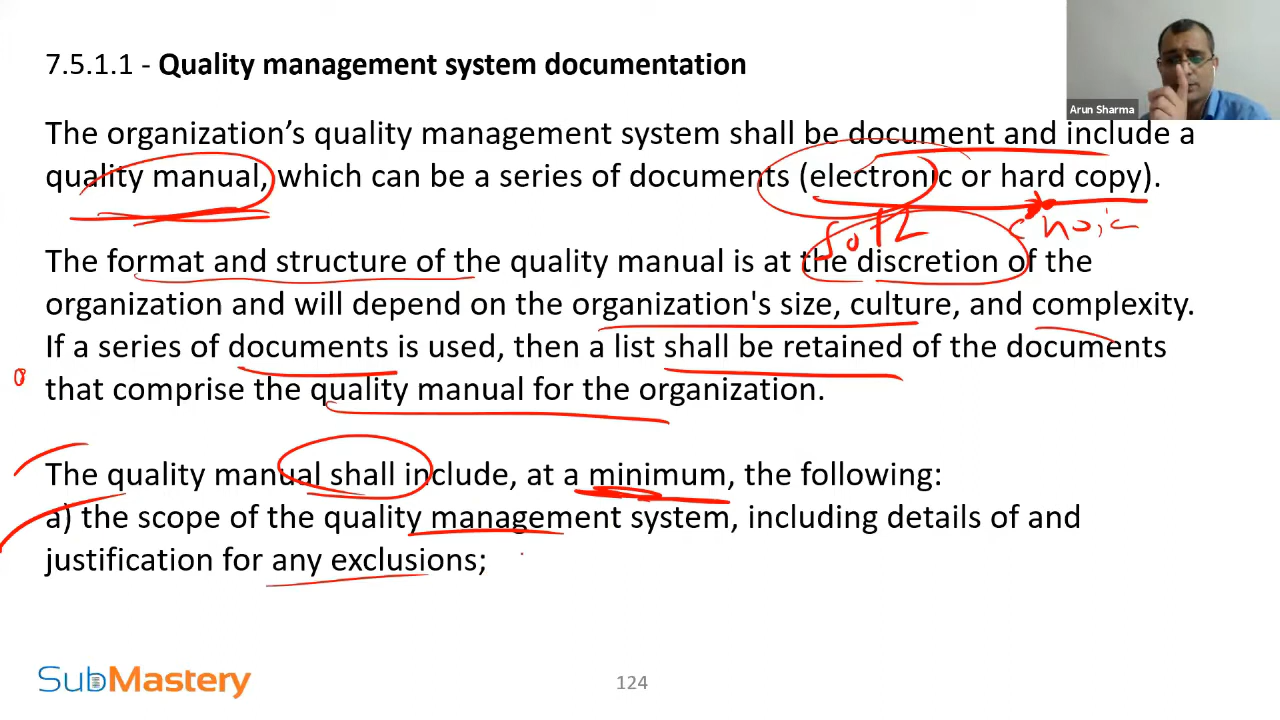 7.5.1.1 - Quality management system documentation
Arun Sharma
The organization’s quality management system shall be document and include a
quality manual, which can be a series of documents (electronic or hard copy).
soft choic
The format and structure of the quality manual is at the discretion of the
organization and will depend on the organization's size, culture, and complexity.
If a series of documents is used, then a list shall be retained of the documents
that comprise the quality manual for the organization.
The quality manual shall include, at a minimum, the following:
a) the scope of the quality management system, including details of and
justification for any exclusions;
SubMastery
124